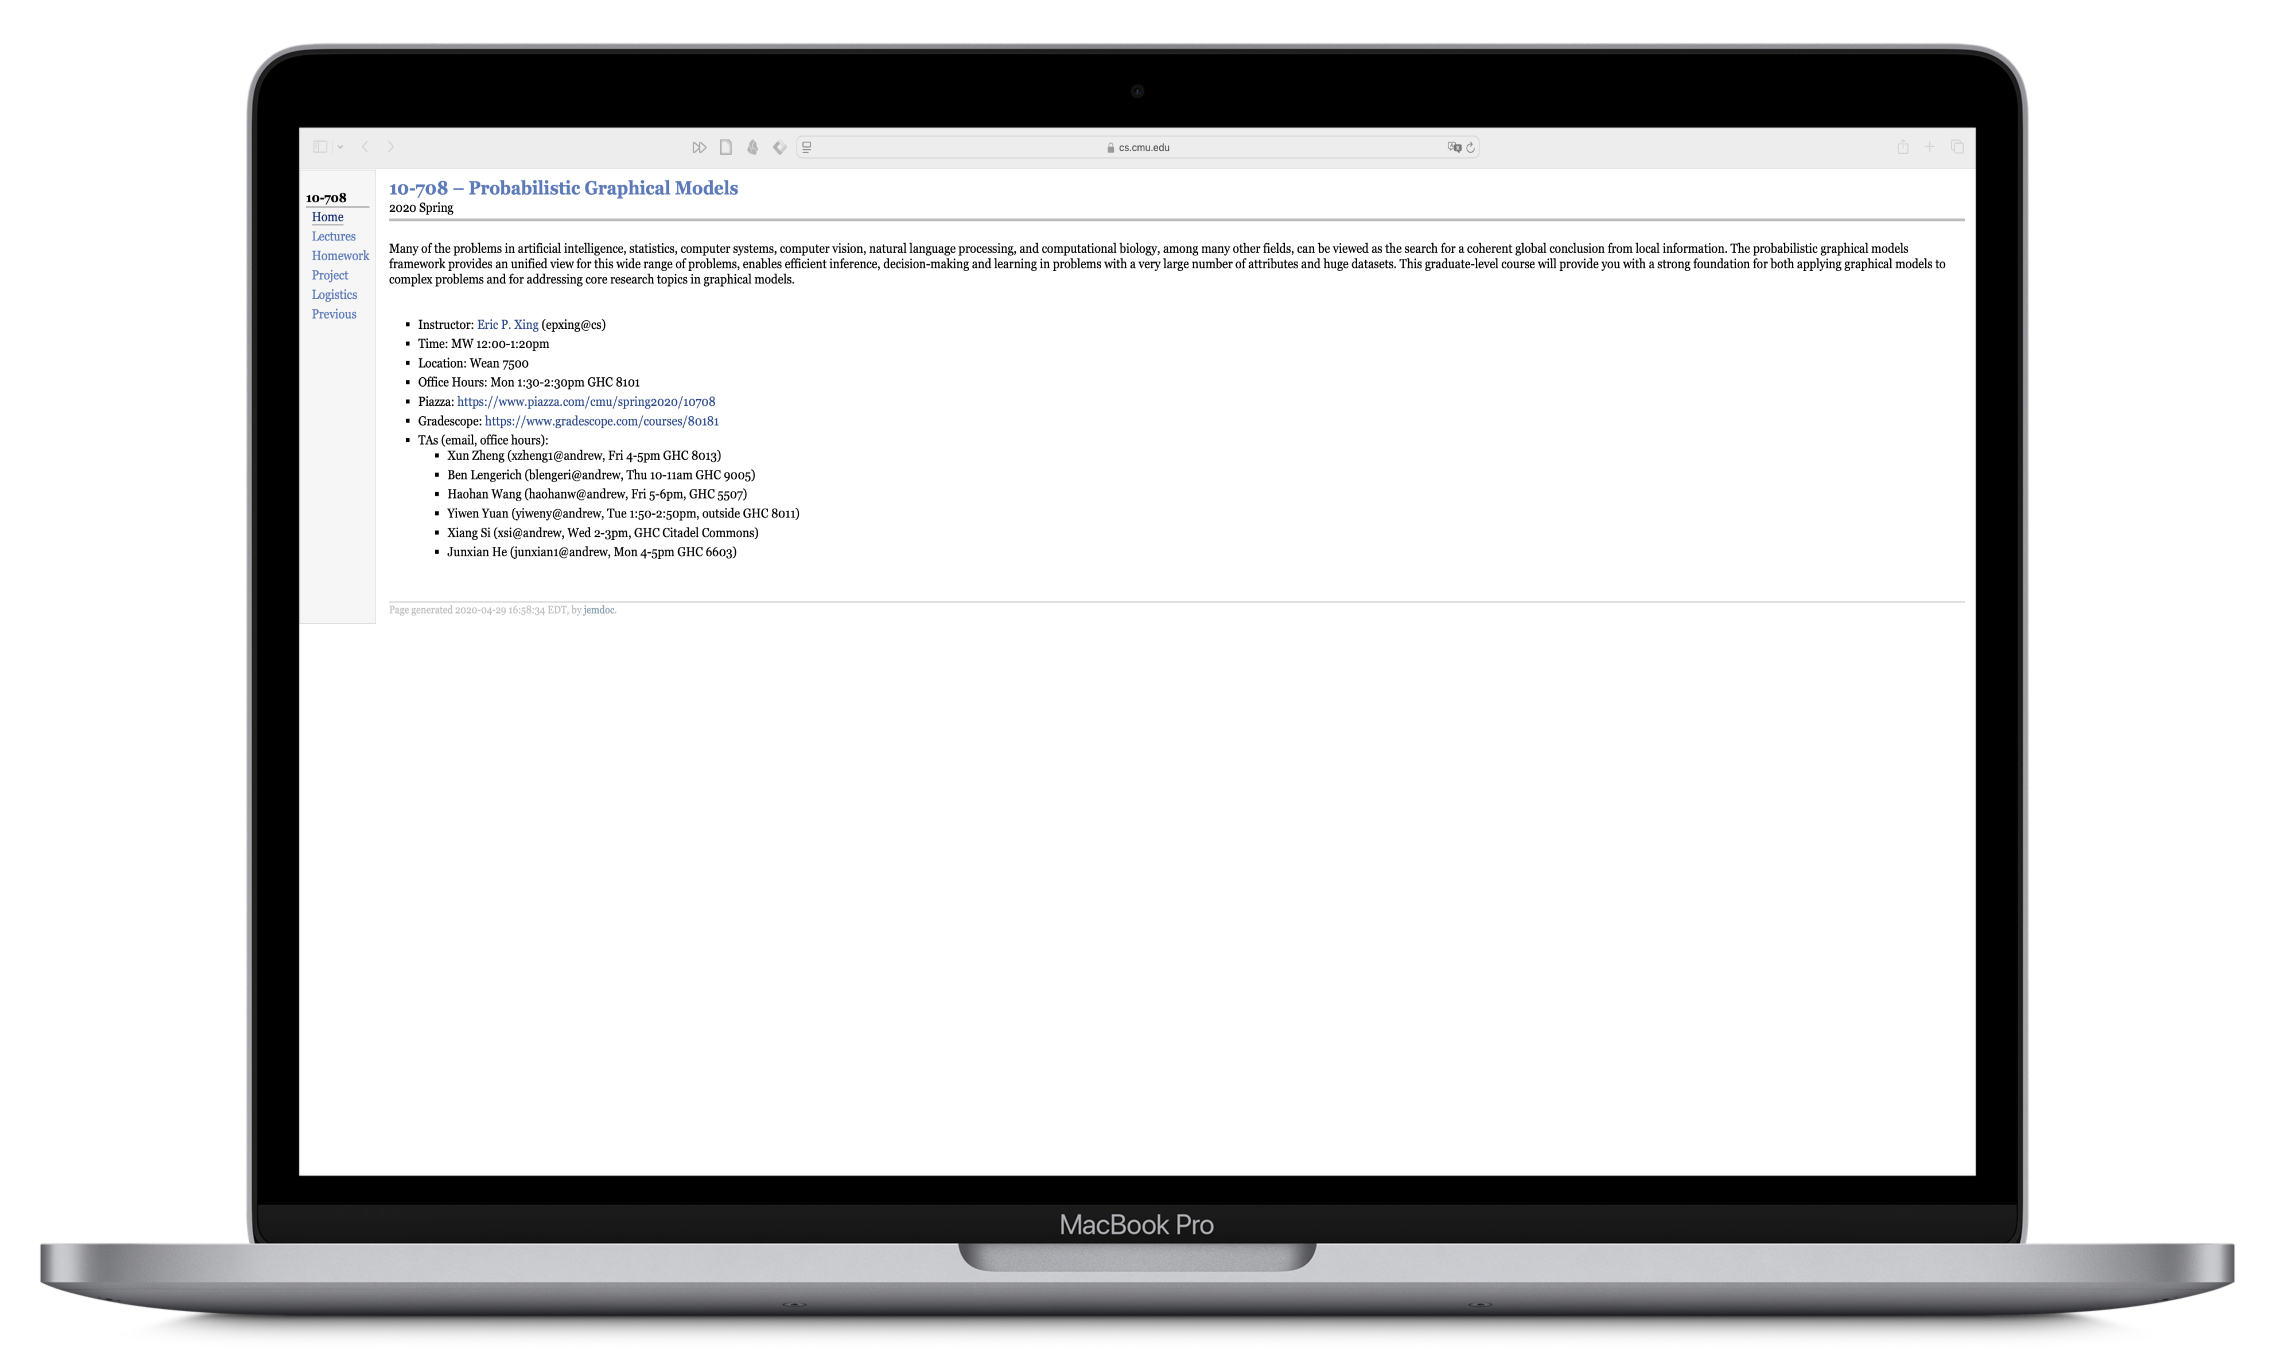 cs.cmu.edu
10-708
Home
Lectures
Homework
Project
Logistics
Previous
10-708 – Probabilistic Graphical Models
2020 Spring
Many of the problems in artificial intelligence, statistics, computer systems, computer vision, natural language processing, and computational biology, among many other fields, can be viewed as the search for a coherent global conclusion from local information. The probabilistic graphical models
framework provides an unified view for this wide range of problems, enables efficient inference, decision-making and learning in problems with a very large number of attributes and huge datasets. This graduate-level course will provide you with a strong foundation for both applying graphical models to
complex problems and for addressing core research topics in graphical models.
▪ Instructor: Eric P. Xing (epxing@cs)
▪ Time: MW 12:00-1:20pm
▪ Location: Wean 7500
▪ Office Hours: Mon 1:30-2:30pm GHC 8101
▪ Piazza: https://www.piazza.com/cmu/spring2020/10708
▪ Gradescope: https://www.gradescope.com/courses/80181
▪ TAs (email, office hours):
▪ Xun Zheng (xzheng1@andrew, Fri 4-5pm GHC 8013)
▪ Ben Lengerich (blengeri@andrew, Thu 10-11am GHC 9005)
▪ Haohan Wang (haohanw@andrew, Fri 5-6pm, GHC 5507)
▪ Yiwen Yuan (yiweny@andrew, Tue 1:50-2:50pm, outside GHC 8011)
▪ Xiang Si (xsi@andrew, Wed 2-3pm, GHC Citadel Commons)
▪ Junxian He (junxian1@andrew, Mon 4-5pm GHC 6603)
Page generated 2020-04-29 16:58:34 EDT, by jemdoc.
MacBook Pro